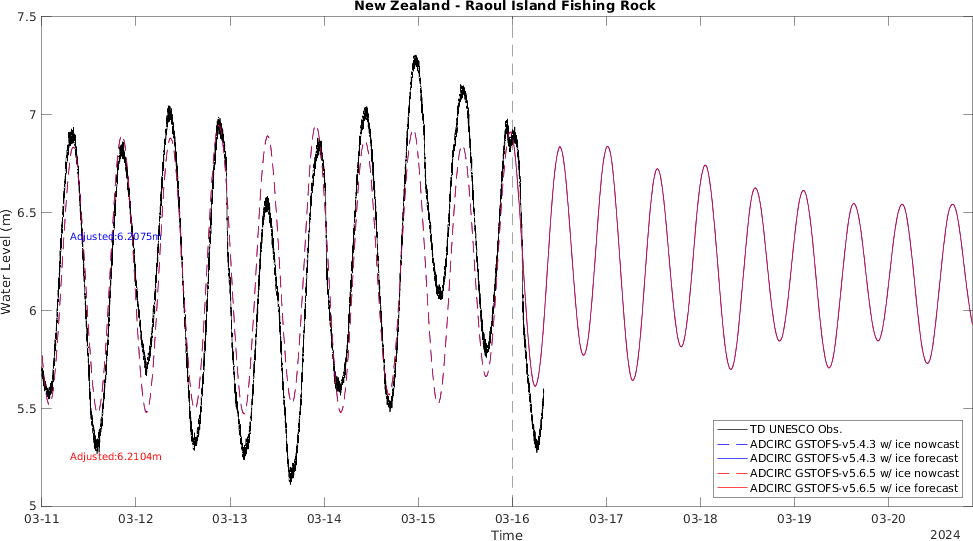 New Zealand - Raoul Island Fishing Rock
Water Level (m)
7.5
7
6.5
6
5.5
5
Adjusted:6.2075m
Adjusted:6.2104m
TD UNESCO Obs.
ADCIRC GSTOFS-v5.4.3 w/ ice nowcast
ADCIRC GSTOFS-v5.4.3 w/ ice forecast
ADCIRC GSTOFS-v5.6.5 w/ ice nowcast
ADCIRC GSTOFS-v5.6.5 w/ ice forecast
03-11 03-12 03-13 03-14 03-15 03-16 03-17 03-18 03-19 03-20
Time
2024